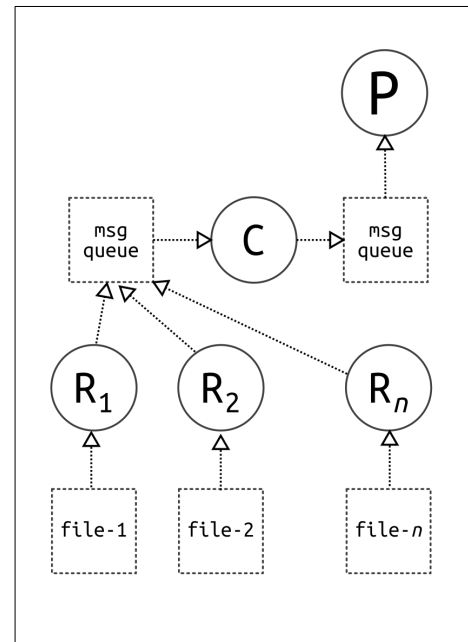 P
msg
queue
C
msg
queue
R₁
R₂
Rₙ
file-1
file-2
file-n